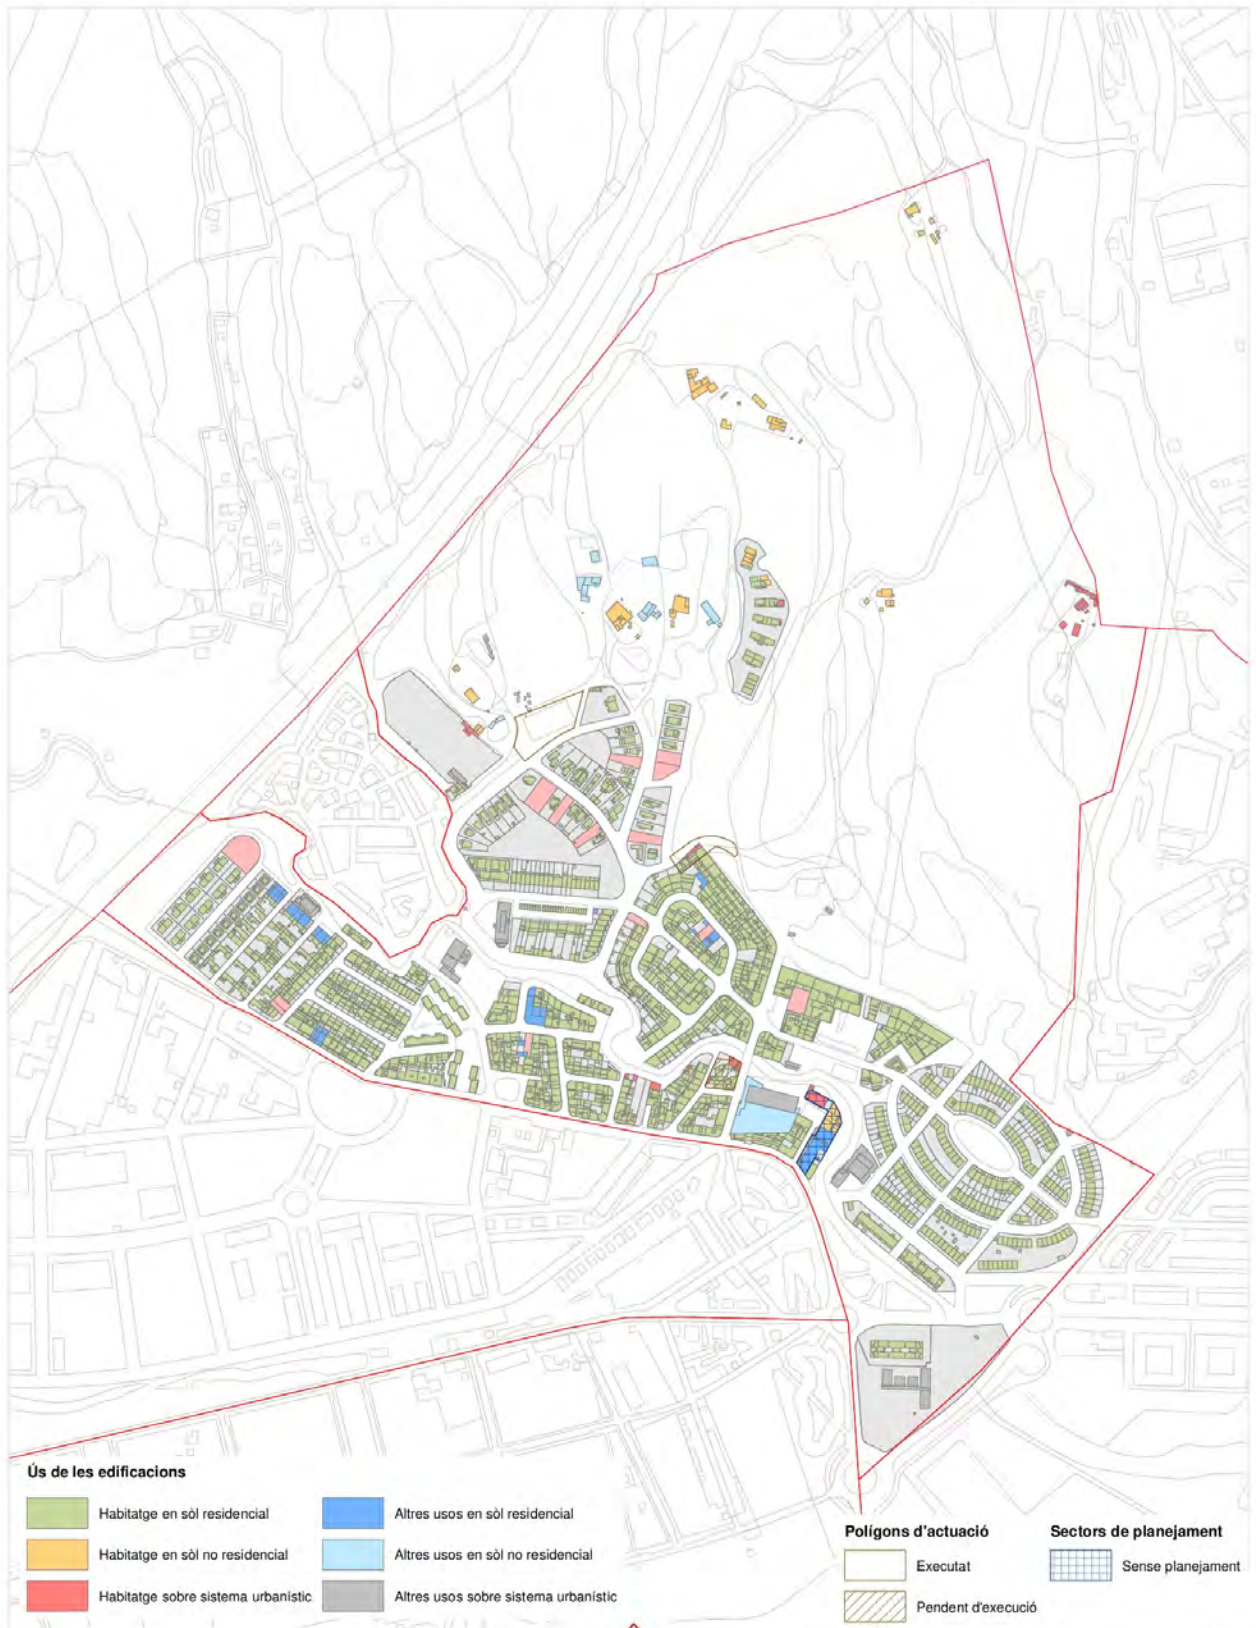 Ús de les edificacions
Habitatge en sòl residencial
Habitatge en sòl no residencial
Habitatge sobre sistema urbanístic
Altres usos en sòl residencial
Altres usos en sòl no residencial
Altres usos sobre sistema urbanístic
Polígons d'actuació
Executat
Pendent d'execució
Sectors de planejament
Sense planejament